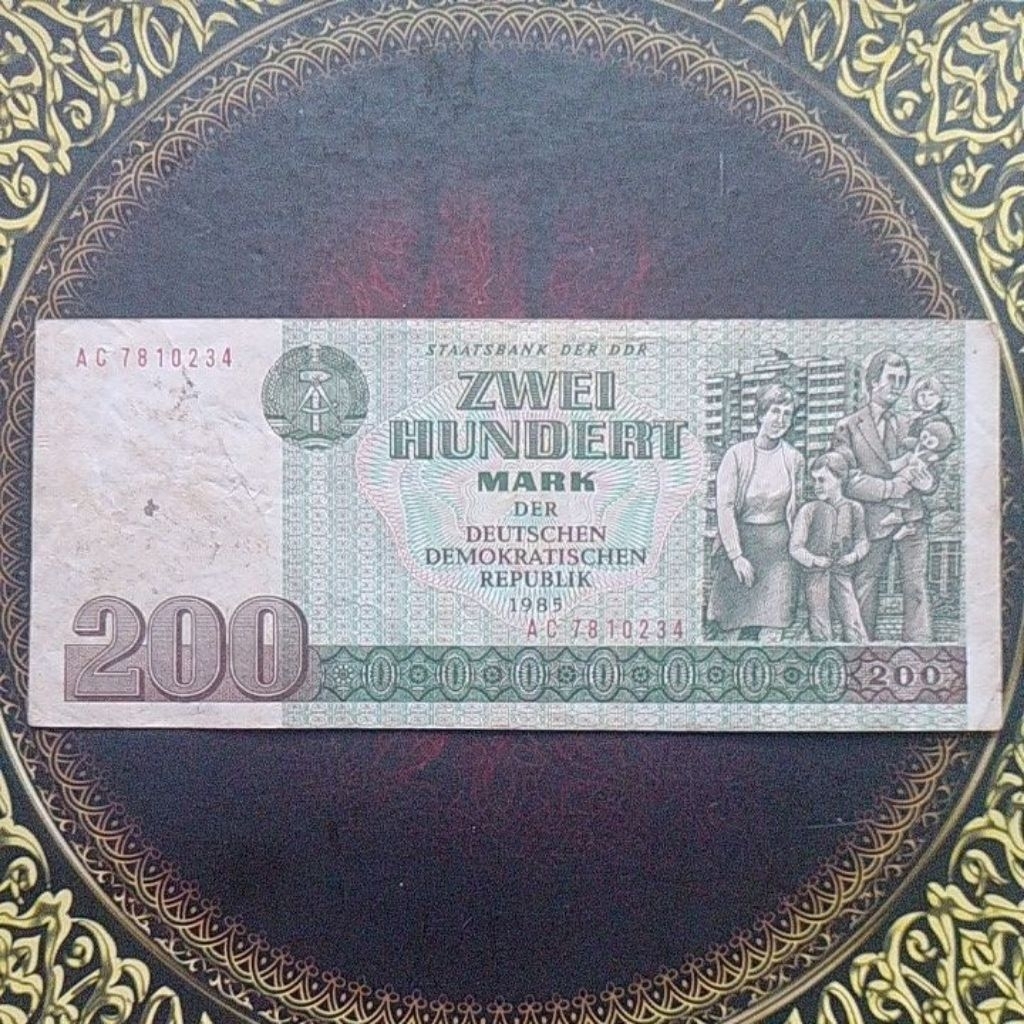 AC 7810234
STAATSBANK DER DDR
ZWEI
HUNDERT
MARK
DER
DEUTSCHEN
DEMOKRATISCHEN
REPUBLIK
1985
AC 7810234
200
200